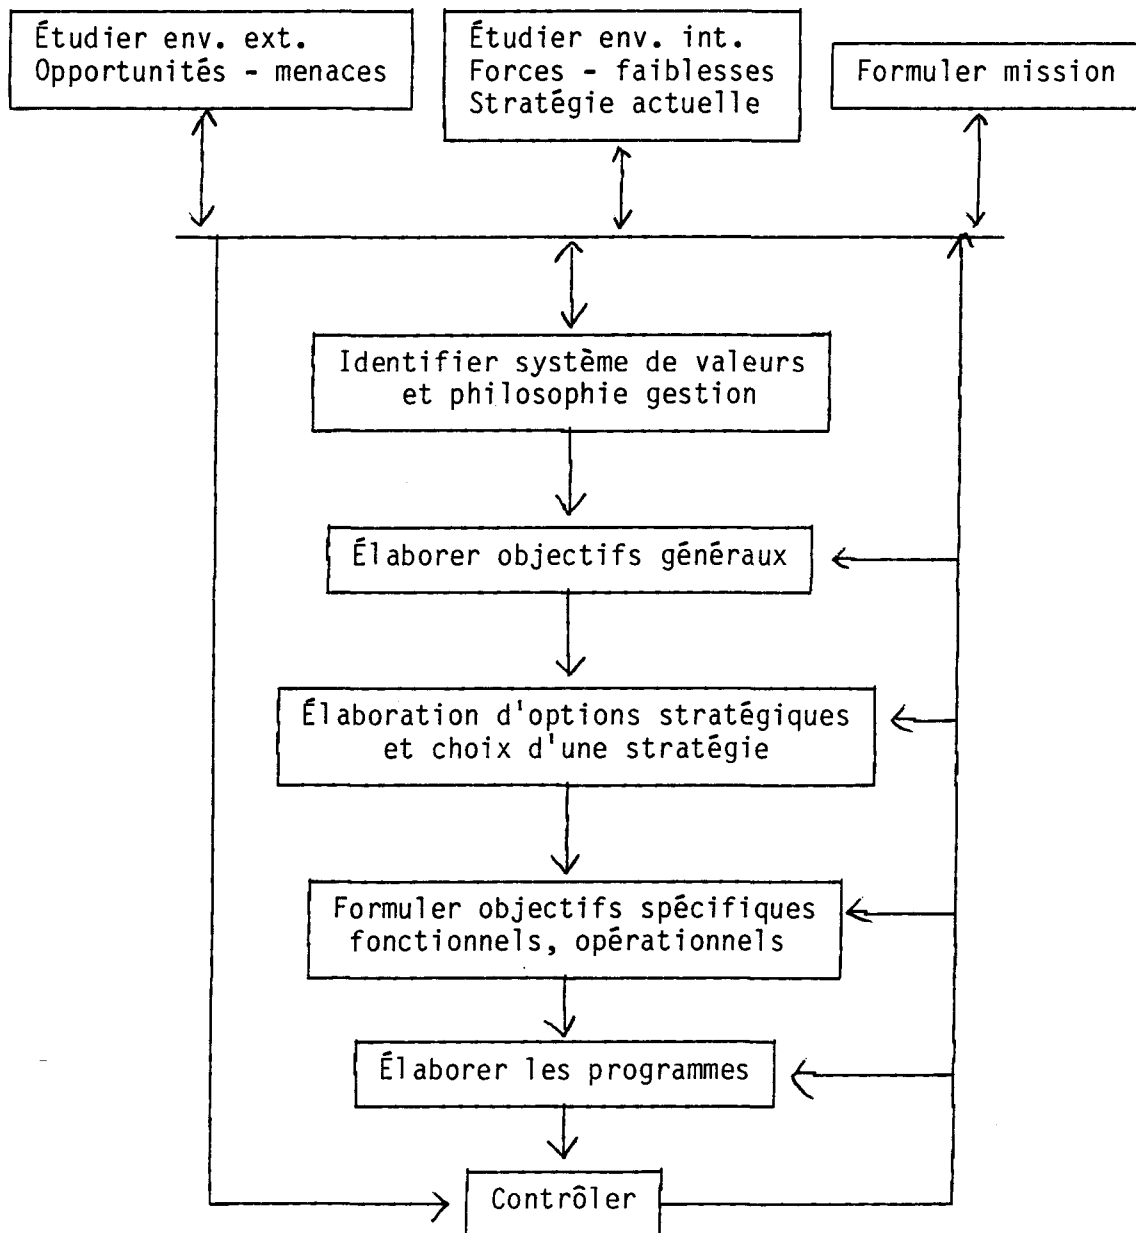 Étudier env. ext.
Opportunités - menaces
Étudier env. int.
Forces - faiblesses
Stratégie actuelle
Formuler mission
Identifier système de valeurs
et philosophie gestion
Élaborer objectifs généraux
Élaboration d'options stratégiques
et choix d'une stratégie
Formuler objectifs spécifiques
fonctionnels, opérationnels
Élaborer les programmes
Contrôler